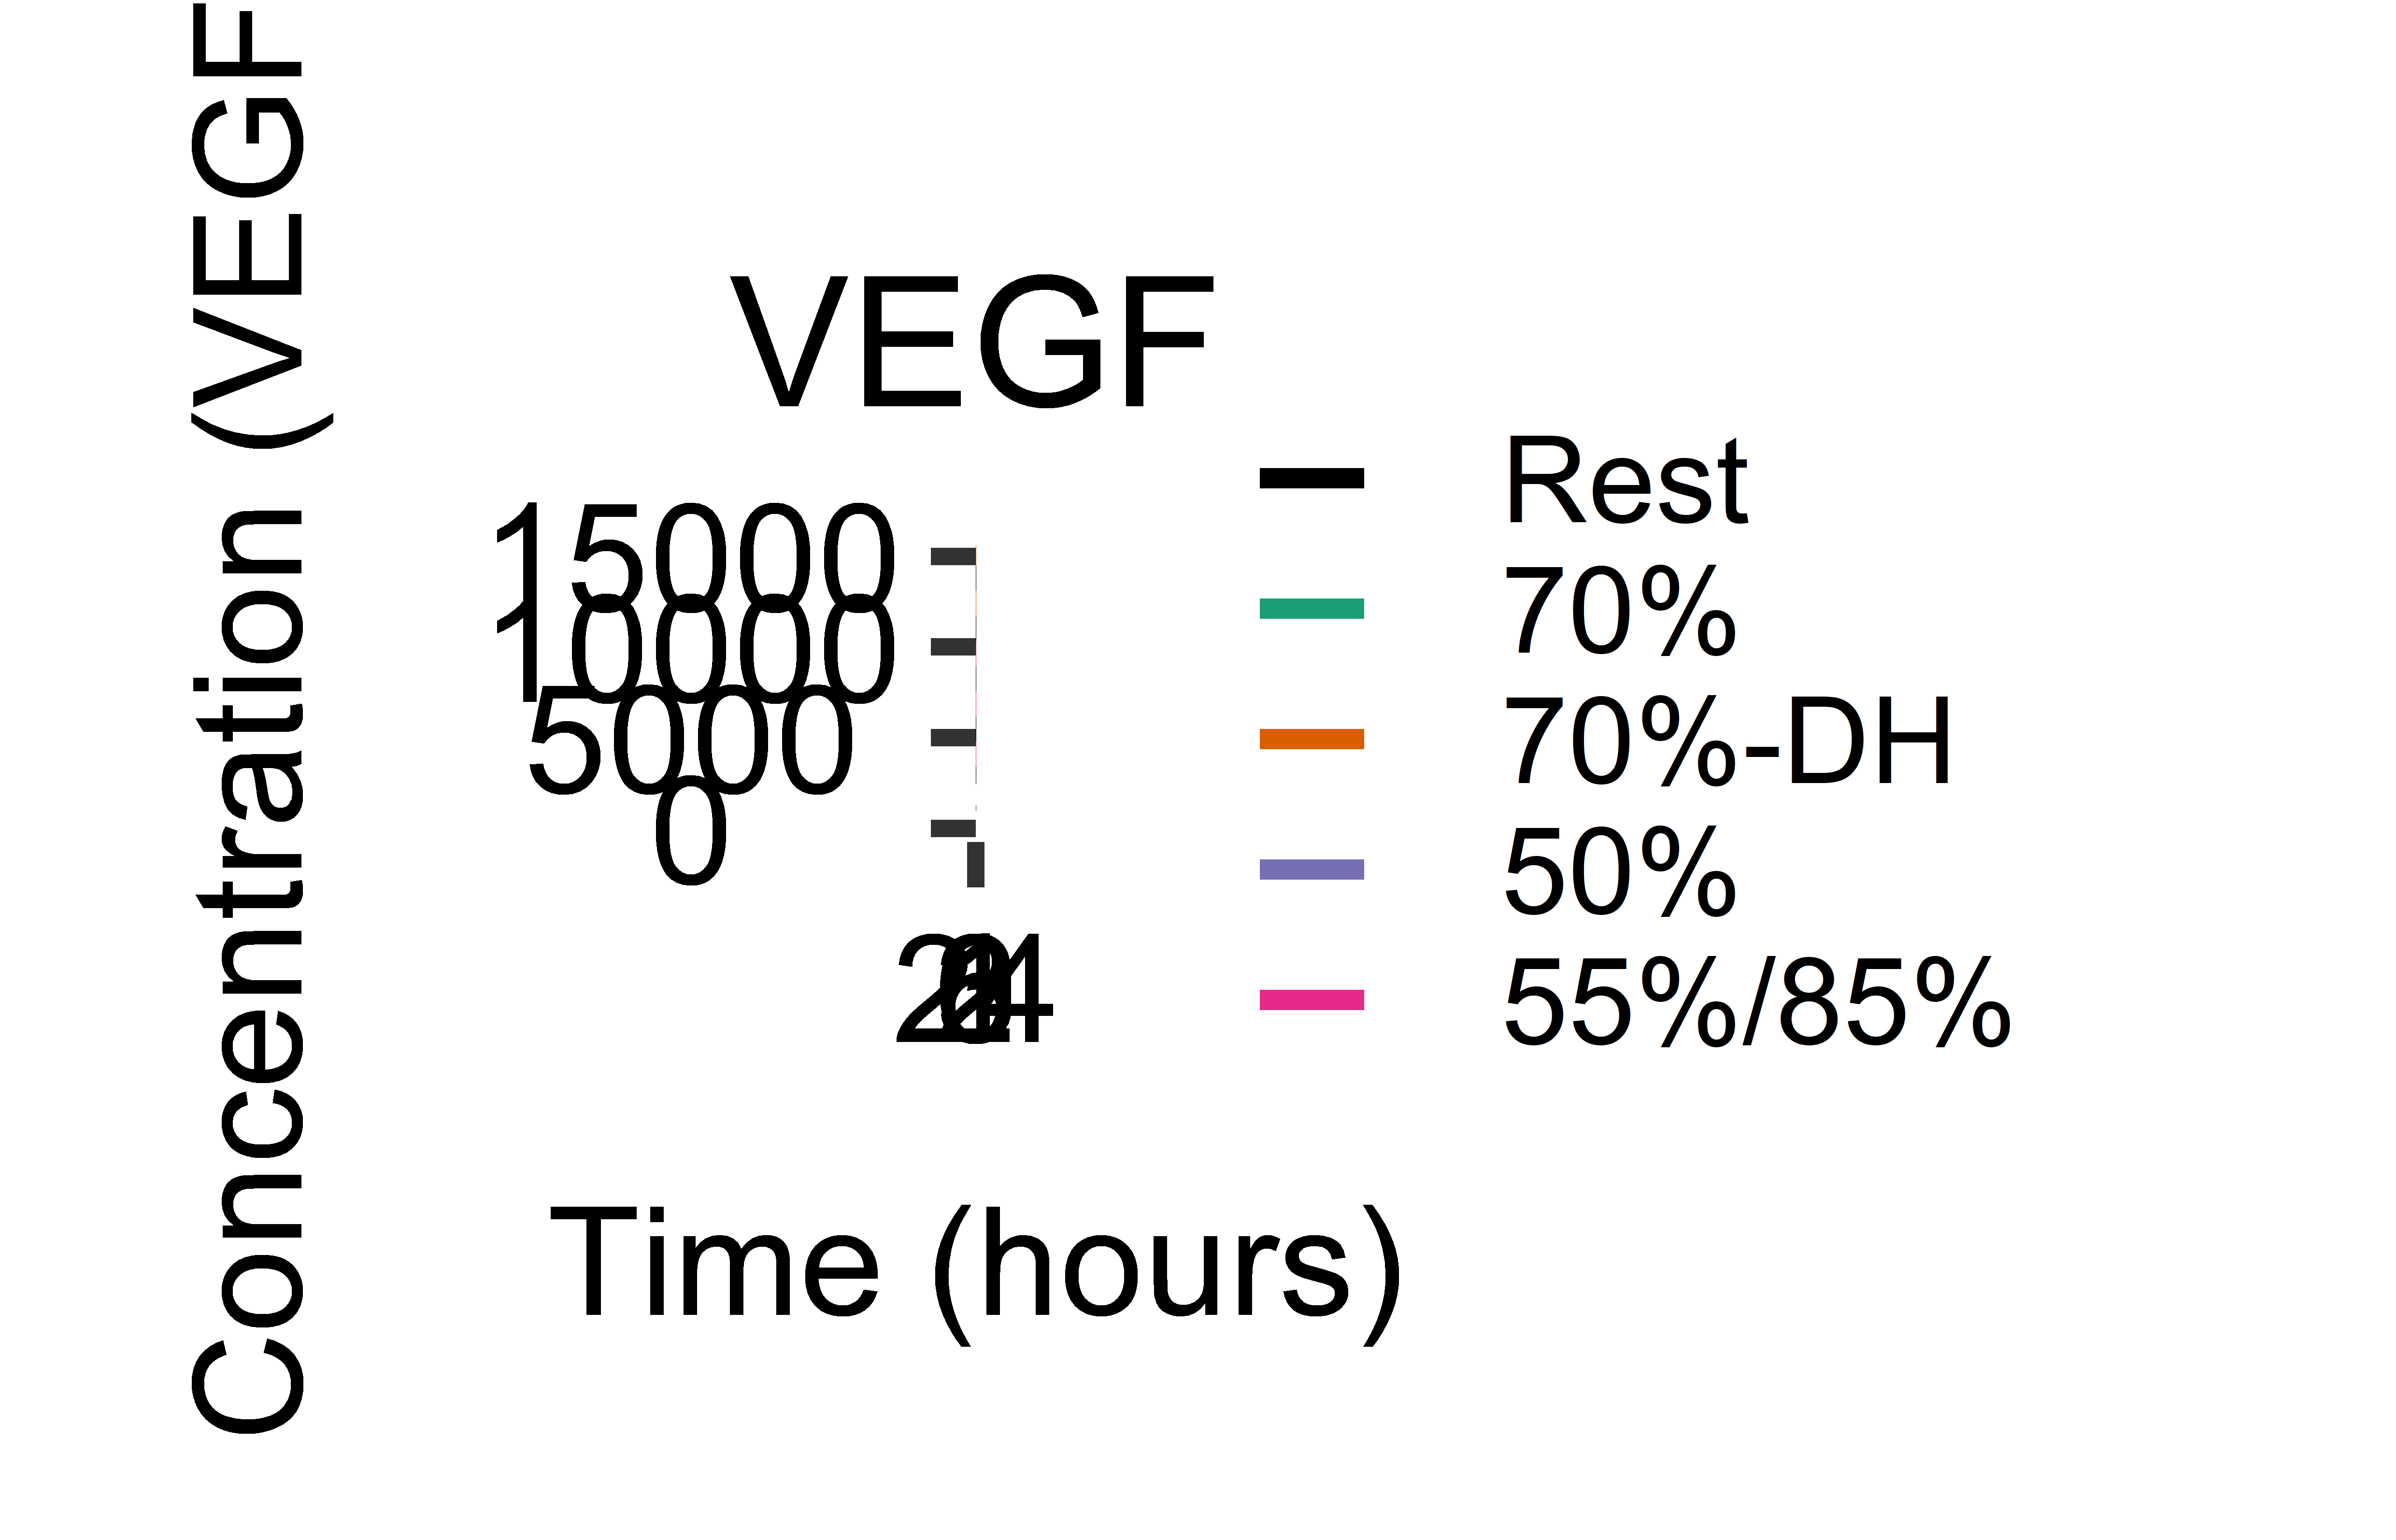 Concentration (VEGF
VEGF
15000
10000
5000
0
Time (hours)
Rest
70%
70%-DH
50%
55%/85%